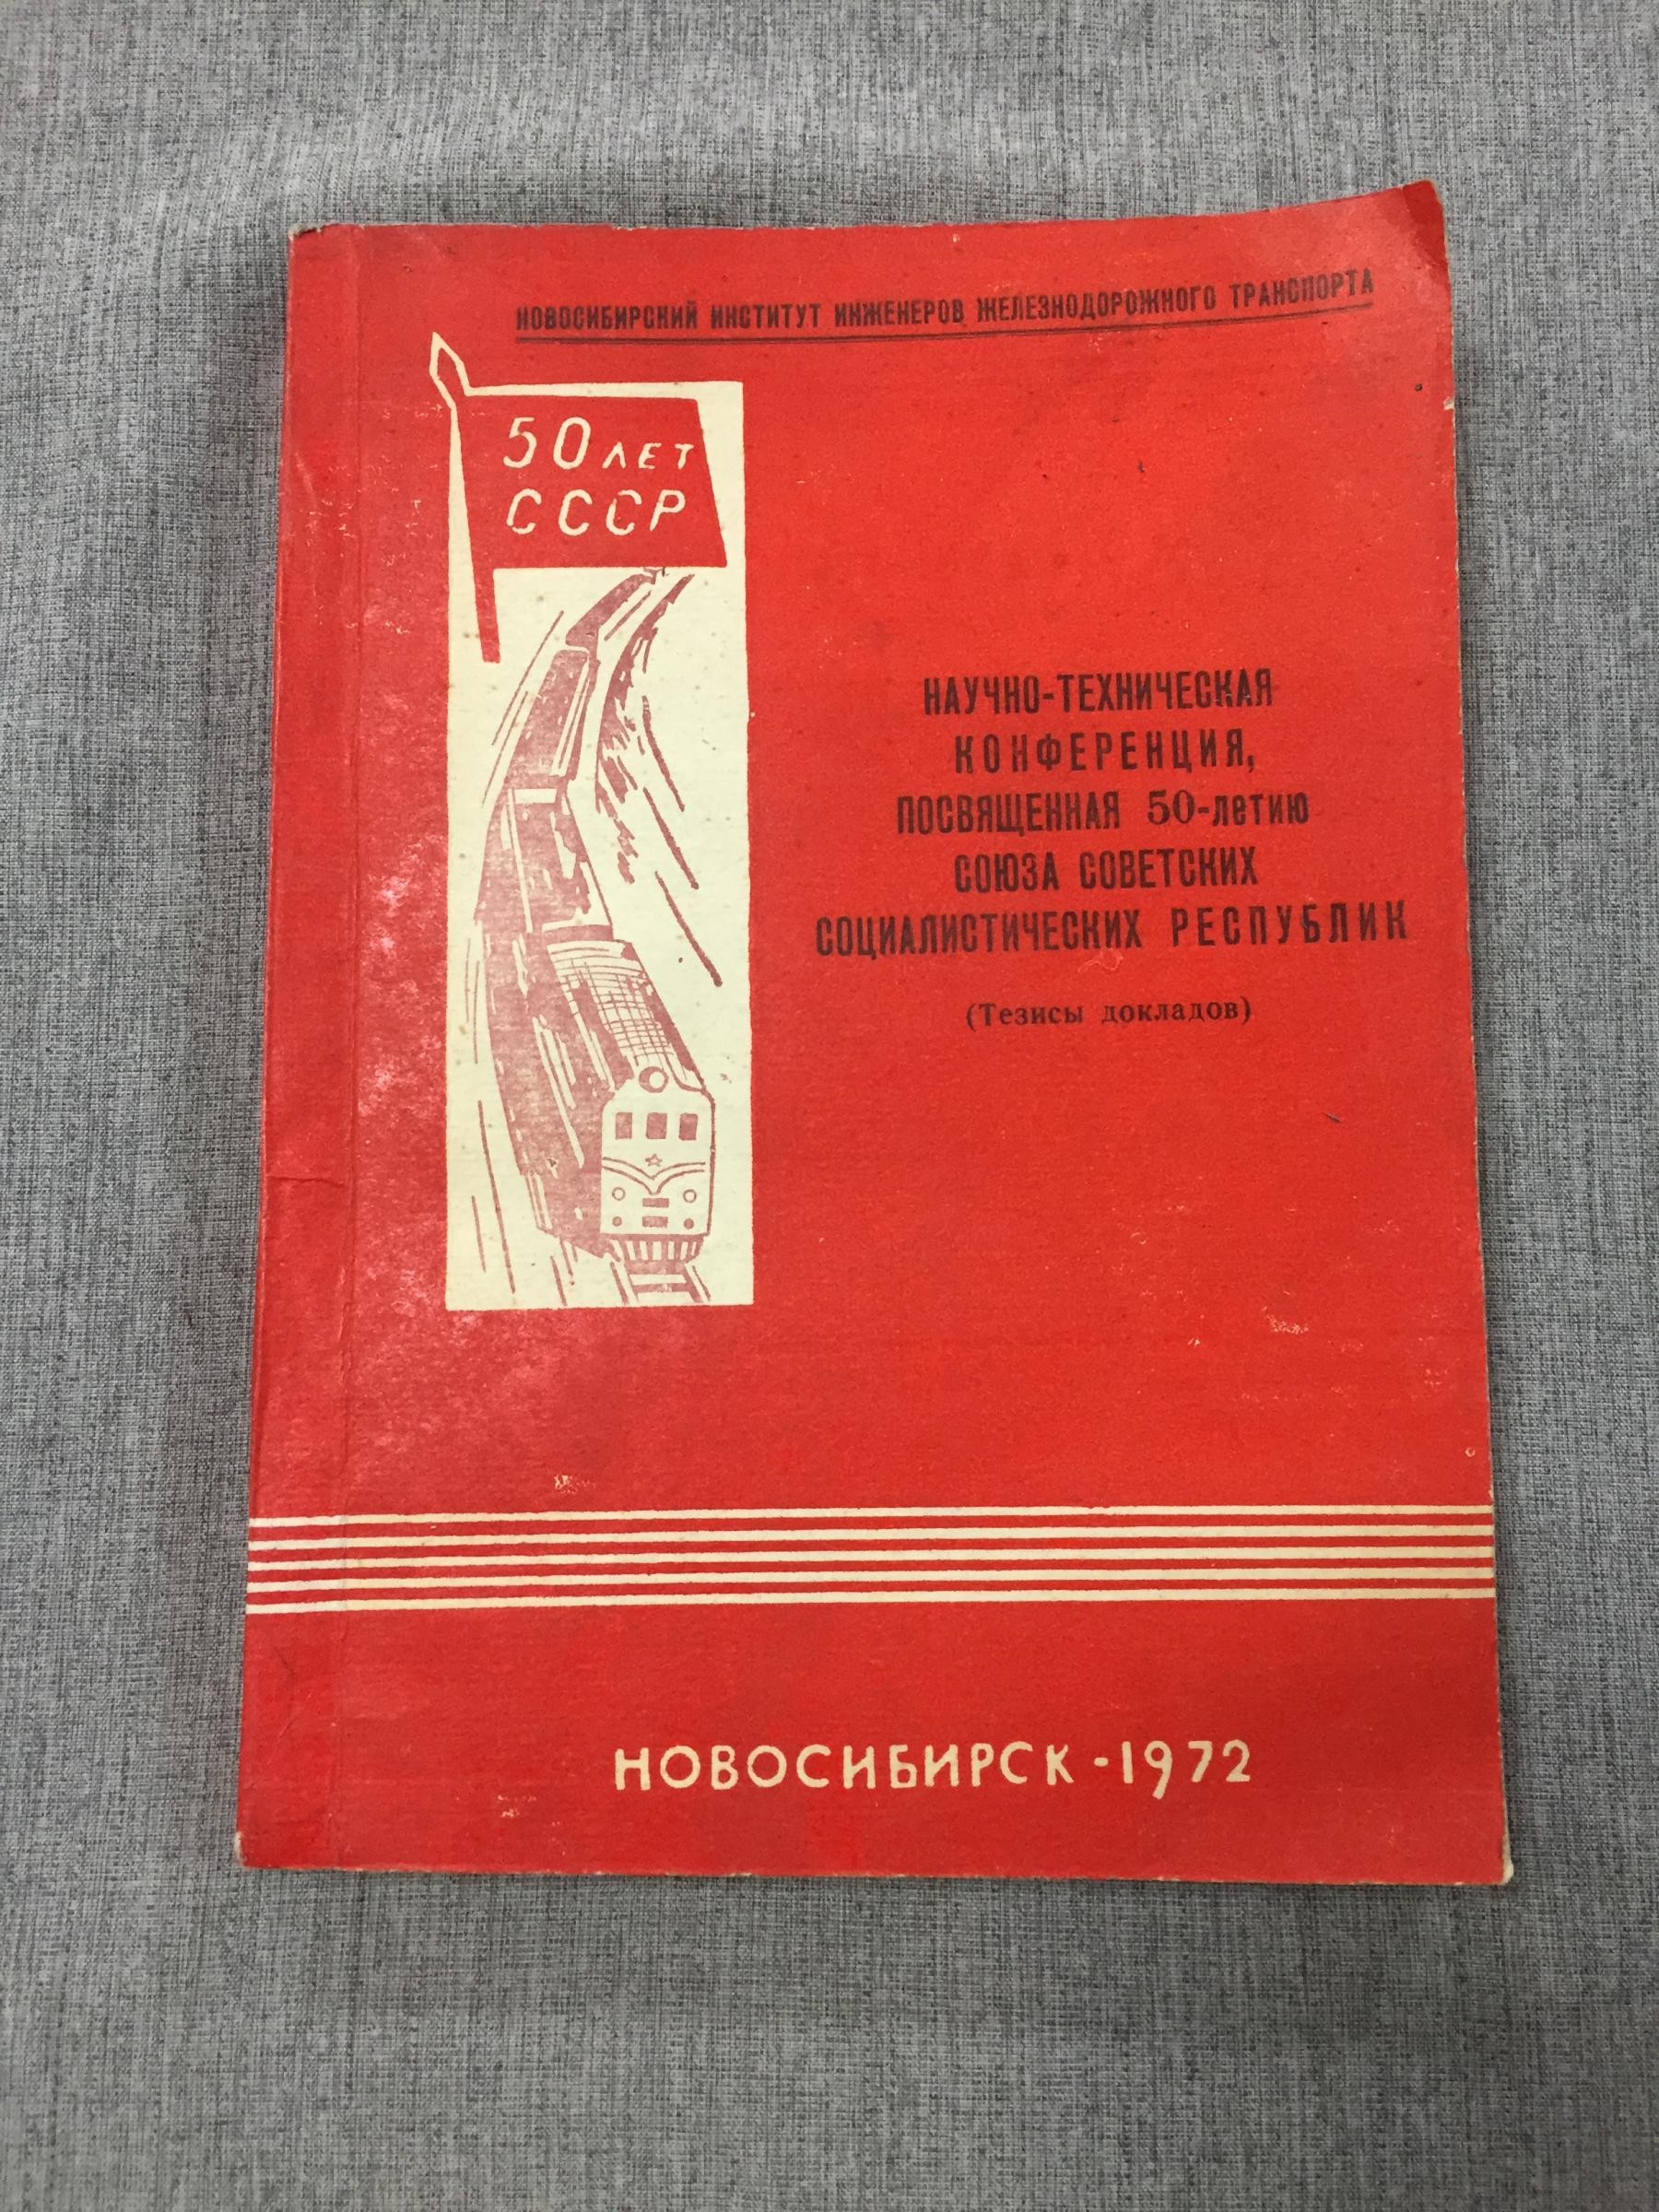 НОВОСИБИРСКИЙ ИНСТИТУТ ИНЖЕНЕРОВ ЖЕЛЕЗНОДОРОЖНОГО ТРАНСПОРТА
50 ЛЕТ
СССР
НАУЧНО-ТЕХНИЧЕСКАЯ
КОНФЕРЕНЦИЯ,
ПОСВЯЩЕННАЯ 50-летию
СОЮЗА СОВЕТСКИХ
СОЦИАЛИСТИЧЕСКИХ РЕСПУБЛИК
(Тезисы докладов)
НОВОСИБИРСК - 1972